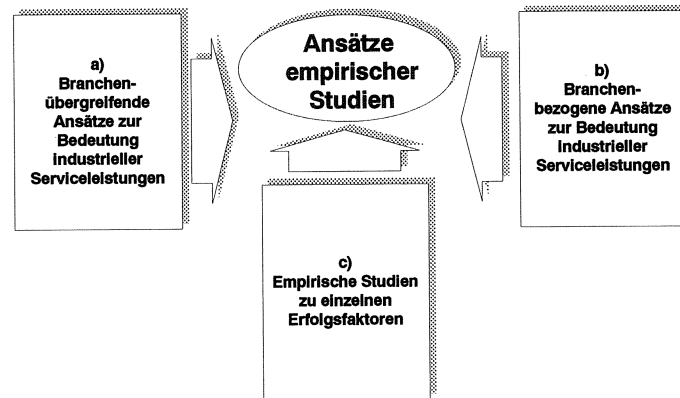 Ansätze
empirischer
Studien
a)
Branchen-
übergreifende
Ansätze zur
Bedeutung
industrieller
Serviceleistungen
b)
Branchen-
bezogene Ansätze
zur Bedeutung
industrieller
Serviceleistungen
c)
Empirische Studien
zu einzelnen
Erfolgsfaktoren